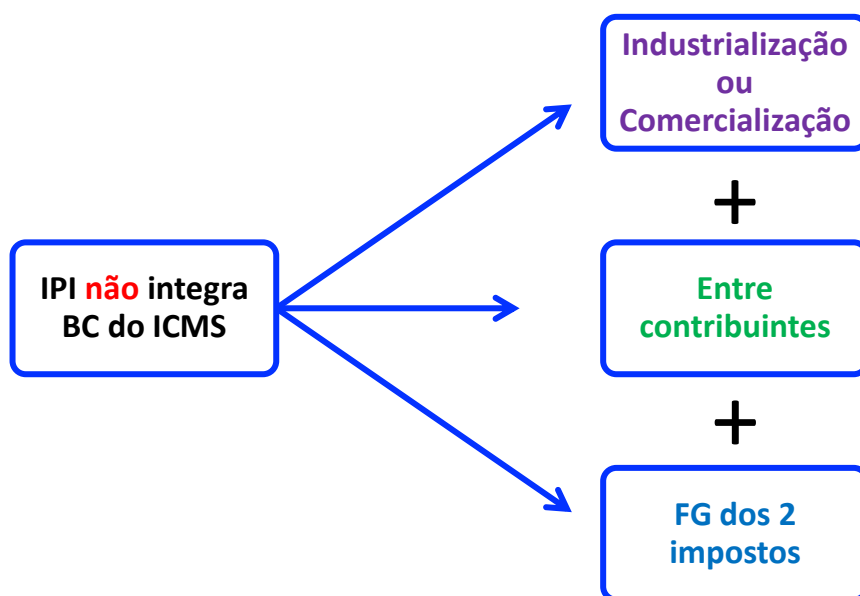 IPI não integra
BC do ICMS
Industrialização
ou
Comercialização
+
Entre
contribuintes
+
FG dos 2
impostos